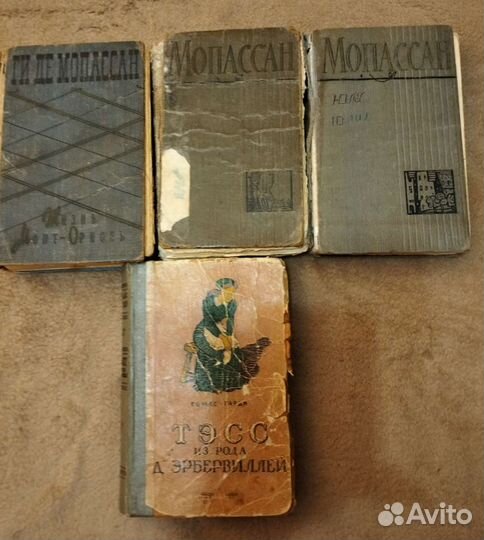 ГИ ДЕ МОПАССАН
Жизнь
Монт-Ориоль
МОПАССАН
МОПАССАН
ТОМАС ГАРДИ
ТЭСС
ИЗ РОДА
Д'ЭРБЕРВИЛЛЕЙ
Avito